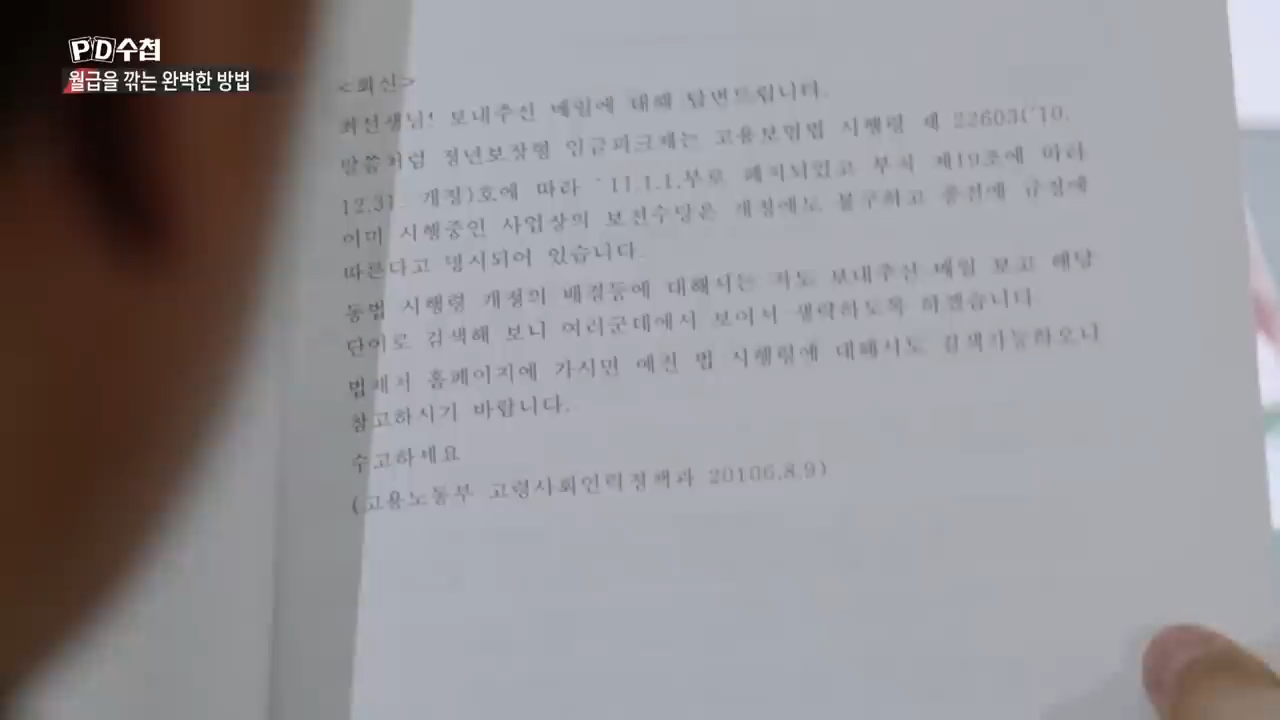 PD수첩
월급을 깎는 완벽한 방법
<회신>
최선생님! 보내주신 메일에 대해 답변드립니다.
말씀처럼 정년보장형 임금피크제는 고용보험법 시행령 제 22603('10.
12.31. 개정)호에 따라 '11.1.1.부로 폐지되었고 부칙 제19조에 따라
이미 시행중인 사업장의 보전수당은 개정에도 불구하고 종전에 규정에
따른다고 명시되어 있습니다.
동법 시행령 개정의 배경등에 대해서는 저도 보내주신 메일 보고 해당
단어로 검색해 보니 여러군데에서 보여서 생략하도록 하겠습니다.
법제처 홈페이지에 가시면 예전 법 시행령에 대해서도 검색가능하오니
참고하시기 바랍니다.
수고하세요
(고용노동부 고령사회인력정책과 20106.8.9)